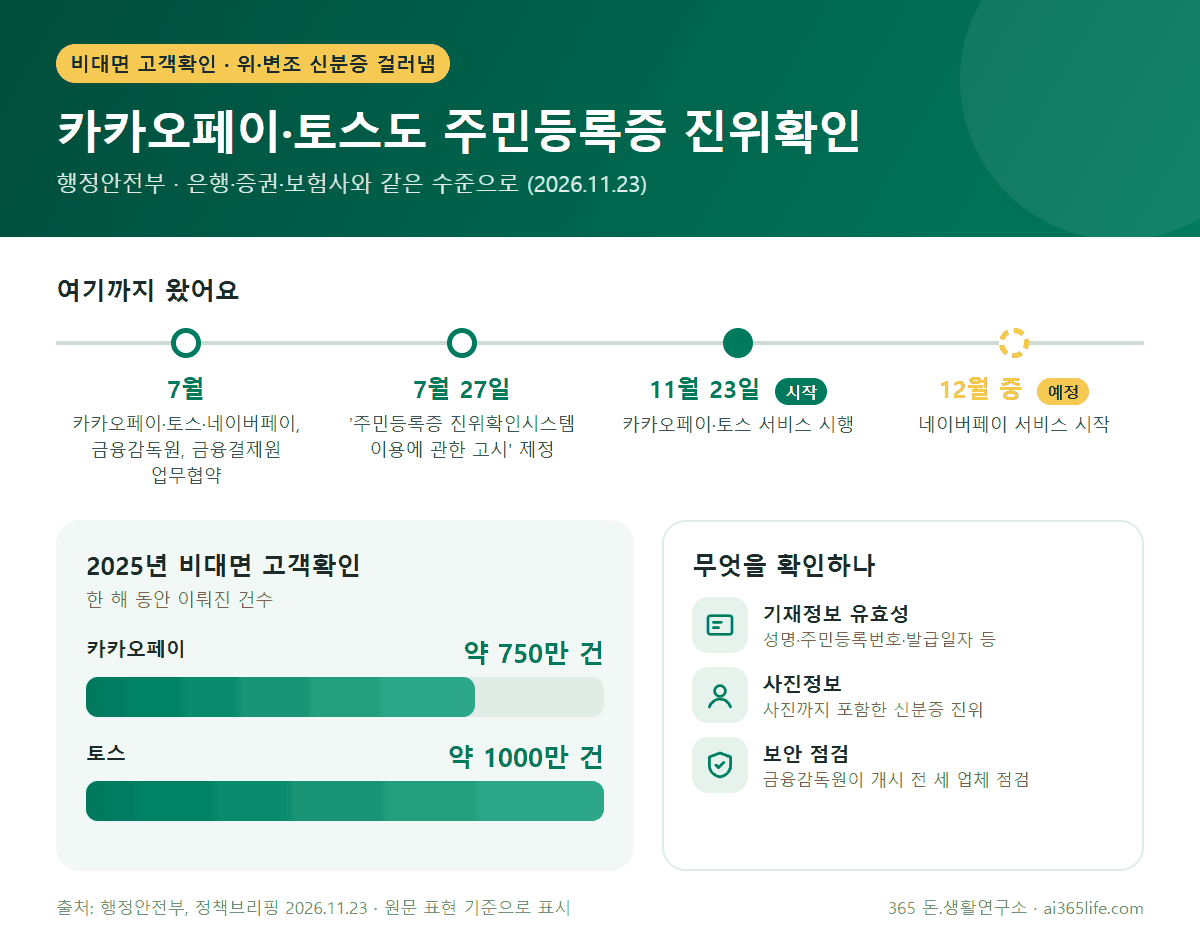 비대면 고객확인 · 위·변조 신분증 걸러냄
카카오페이·토스도 주민등록증 진위확인
행정안전부 · 은행·증권·보험사와 같은 수준으로 (2026.11.23)
여기까지 왔어요
7월
카카오페이·토스·네이버페이,
금융감독원, 금융결제원
업무협약
7월 27일
'주민등록증 진위확인시스템
이용에 관한 고시' 제정
11월 23일 시작
카카오페이·토스 서비스 시행
12월 중 예정
네이버페이 서비스 시작
2025년 비대면 고객확인
한 해 동안 이뤄진 건수
카카오페이 약 750만 건
토스 약 1000만 건
무엇을 확인하나
기재정보 유효성
성명·주민등록번호·발급일자 등
사진정보
사진까지 포함한 신분증 진위
보안 점검
금융감독원이 개시 전 세 업체 점검
출처: 행정안전부, 정책브리핑 2026.11.23 · 원문 표현 기준으로 표시
365 돈.생활연구소 · ai365life.com